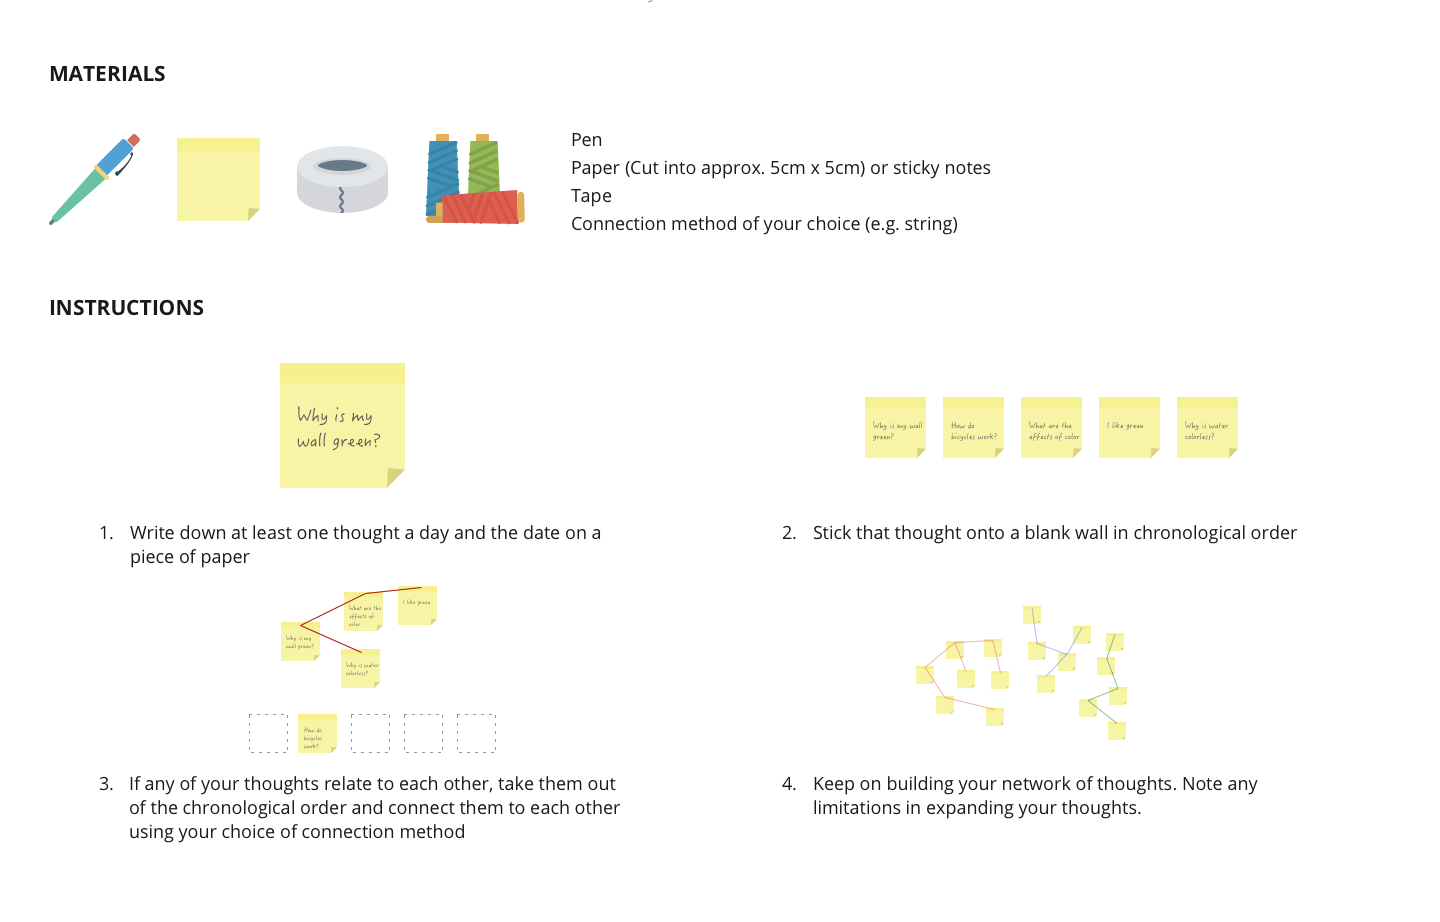 MATERIALS
Pen
Paper (Cut into approx. 5cm x 5cm) or sticky notes
Tape
Connection method of your choice (e.g. string)
INSTRUCTIONS
Why is my
wall green?
Why is my wall
green?
How do
bicycles work?
What are the
effects of color
I like green
Why is water
colorless?
1. Write down at least one thought a day and the date on a
piece of paper
2. Stick that thought onto a blank wall in chronological order
What are the
effects of
color
I like green
Why is my
wall green?
Why is water
colorless?
How do
bicycles
work?
3. If any of your thoughts relate to each other, take them out
of the chronological order and connect them to each other
using your choice of connection method
4. Keep on building your network of thoughts. Note any
limitations in expanding your thoughts.